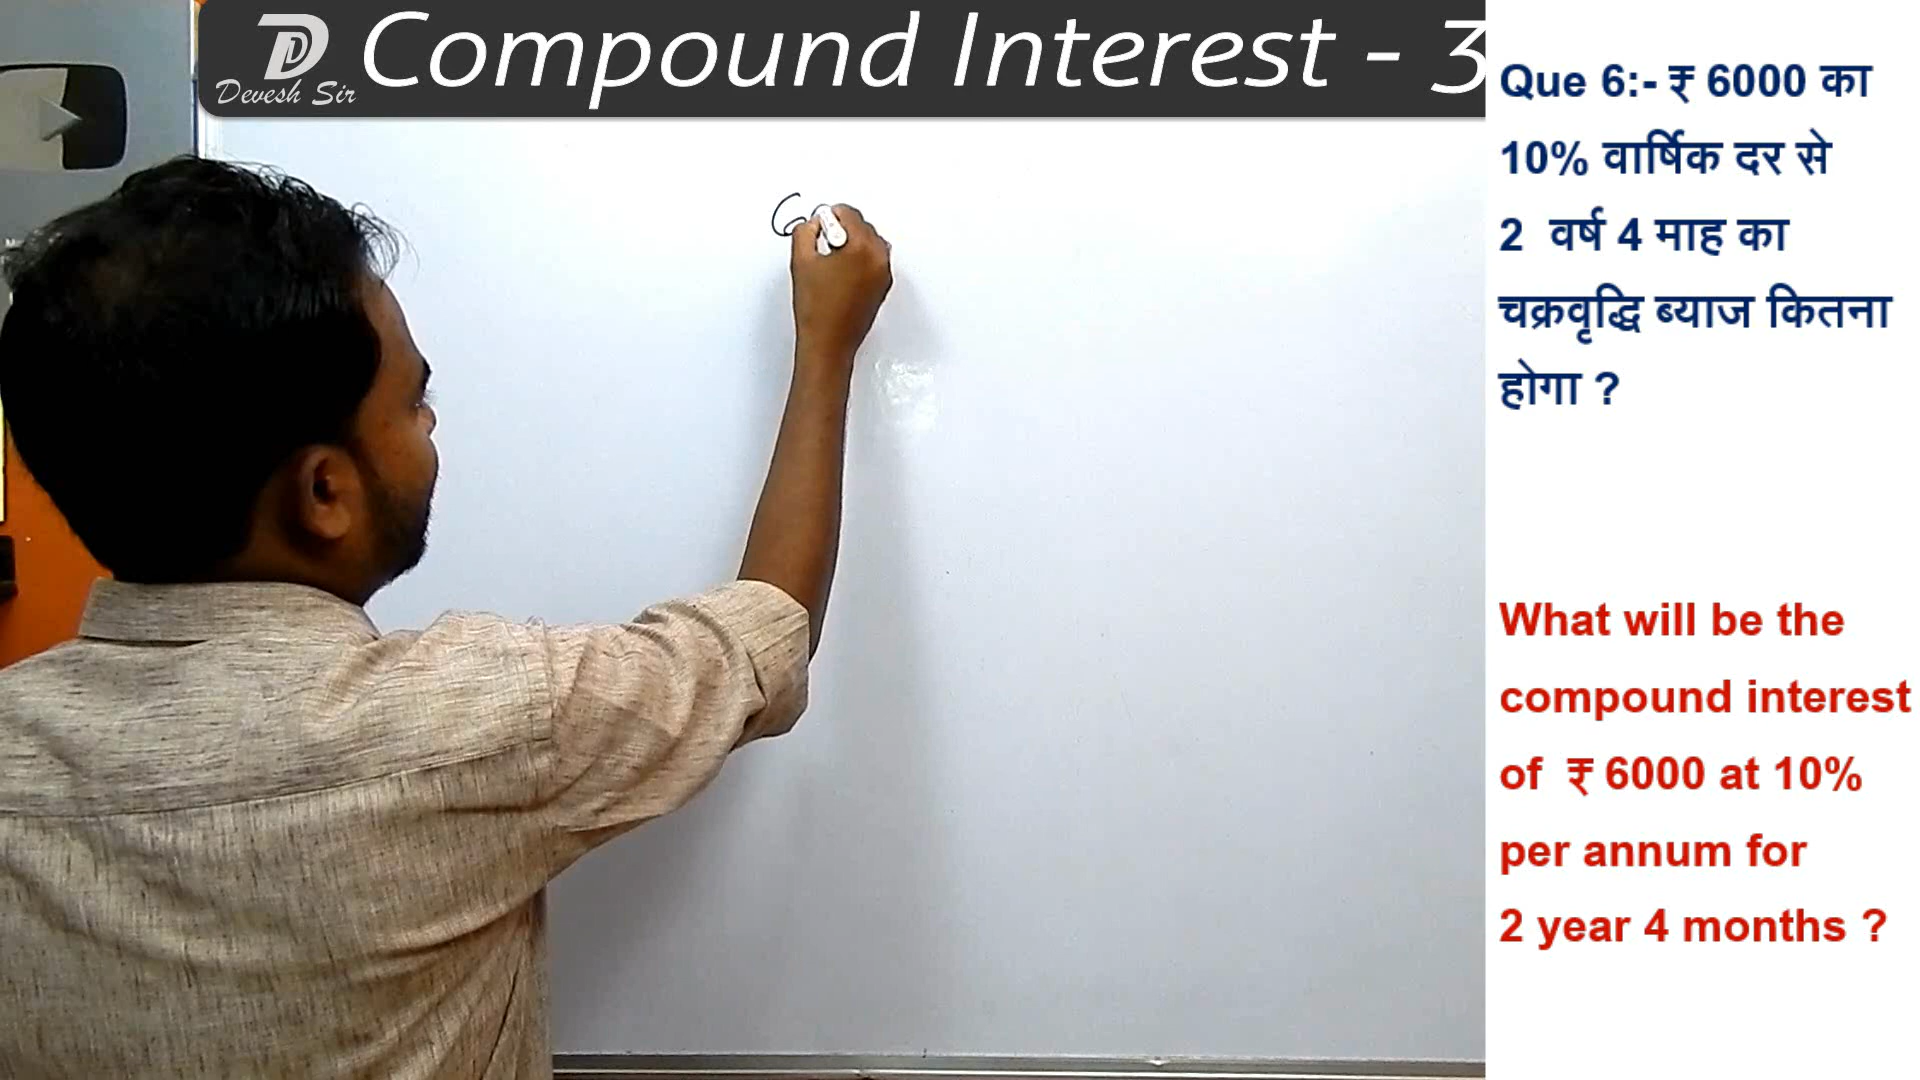 Devesh Sir
Compound Interest - 3
Que 6:- ₹ 6000 का
10% वार्षिक दर से
2 वर्ष 4 माह का
चक्रवृद्धि ब्याज कितना
होगा ?
What will be the
compound interest
of ₹ 6000 at 10%
per annum for
2 year 4 months ?